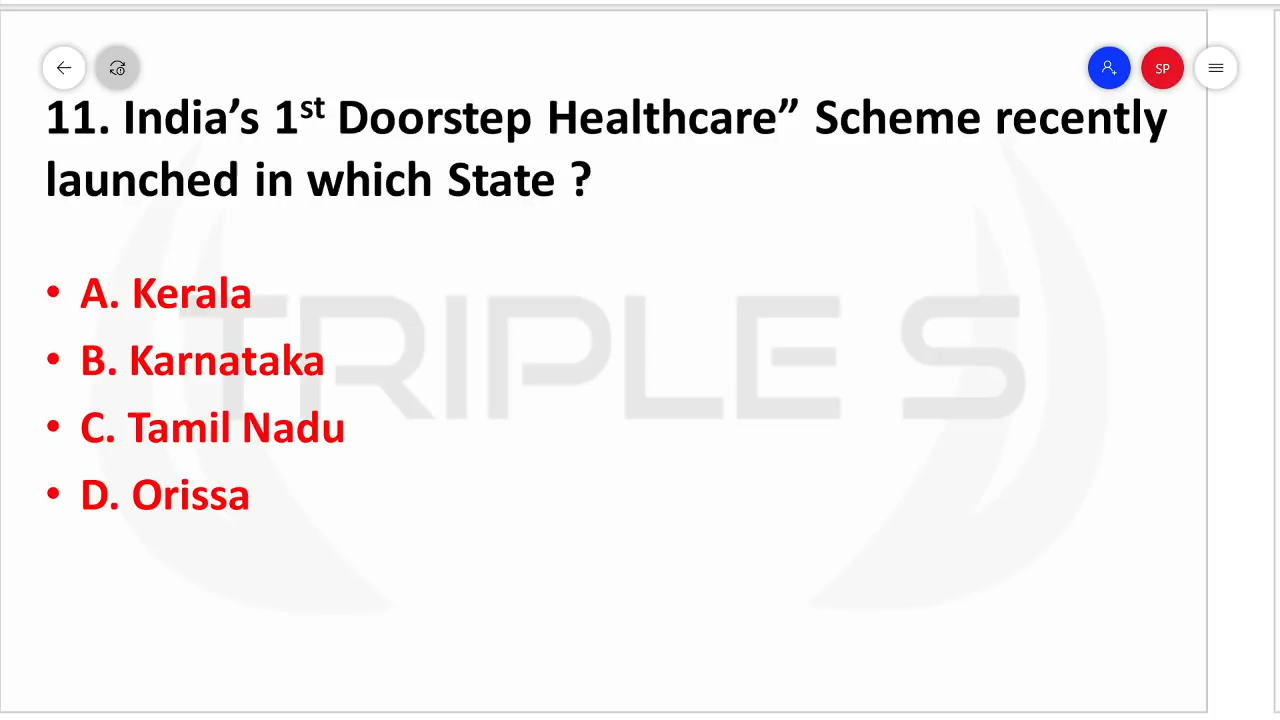 SP
11. India’s 1st Doorstep Healthcare” Scheme recently
launched in which State ?
• A. Kerala
• B. Karnataka
• C. Tamil Nadu
• D. Orissa
TRIPLE S